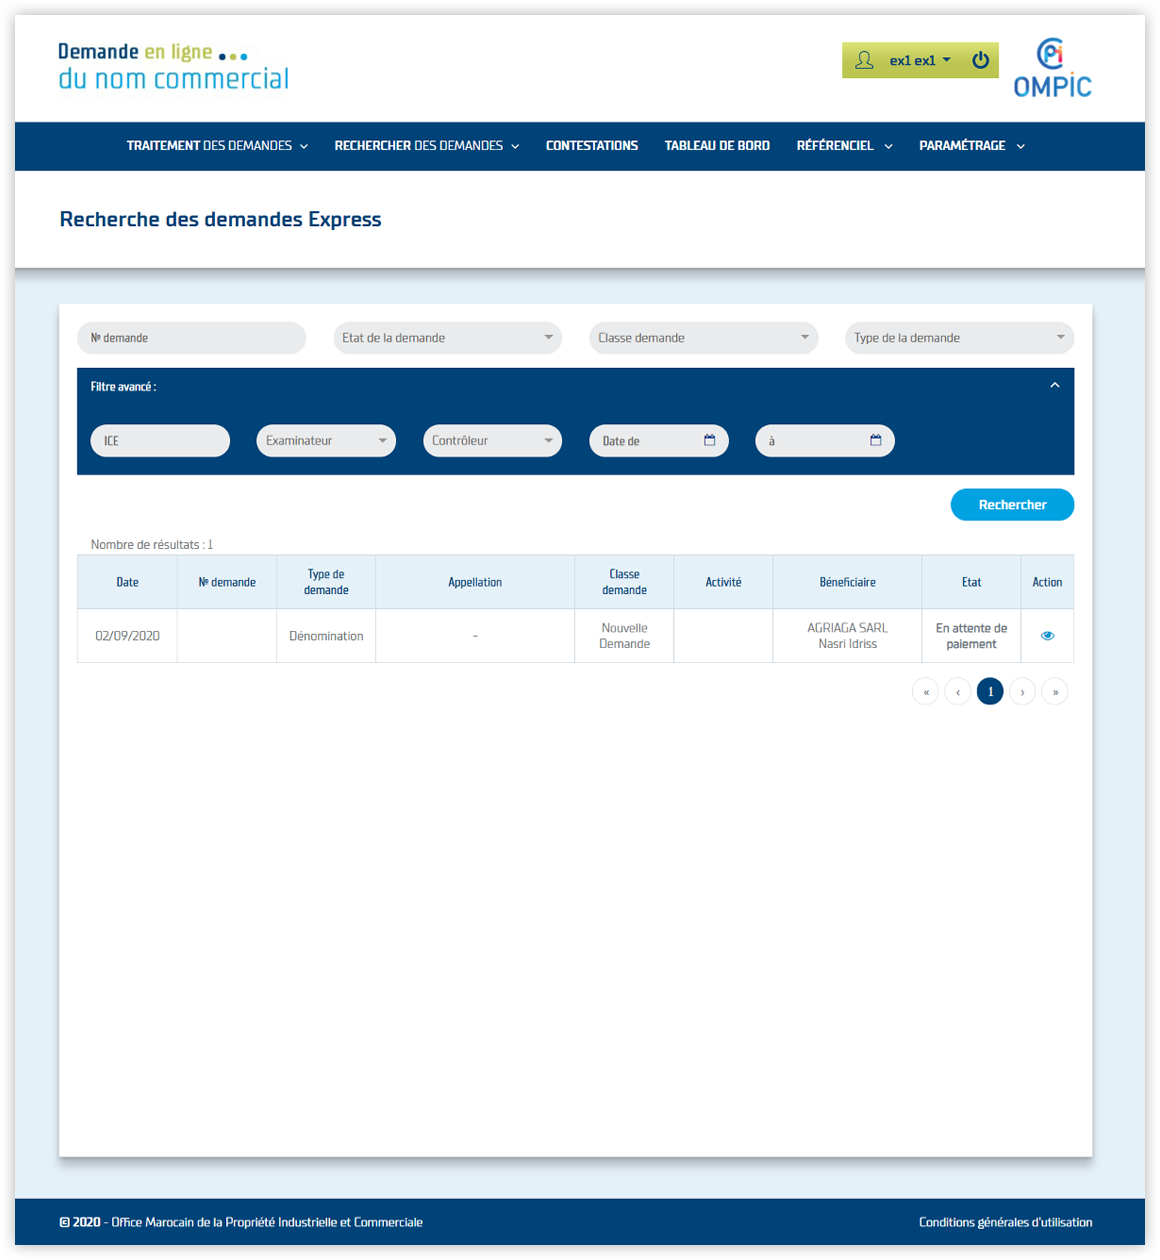 Demande en ligne
du nom commercial
ex1 ex1
OMPIC
TRAITEMENT DES DEMANDES
RECHERCHER DES DEMANDES
CONTESTATIONS
TABLEAU DE BORD
RÉFÉRENCIEL
PARAMÉTRAGE
Recherche des demandes Express
№ demande
Etat de la demande
Classe demande
Type de la demande
Filtre avancé :
ICE
Examinateur
Contrôleur
Date de
à
Rechercher
Nombre de résultats : 1
Date
№ demande
Type de
demande
Appellation
Classe
demande
Activité
Béneficiaire
Etat
Action
02/09/2020
Dénomination
-
Nouvelle
Demande
AGRIAGA SARL
Nasri Idriss
En attente de
paiement
« ‹ 1 › »
© 2020 - Office Marocain de la Propriété Industrielle et Commerciale
Conditions générales d'utilisation